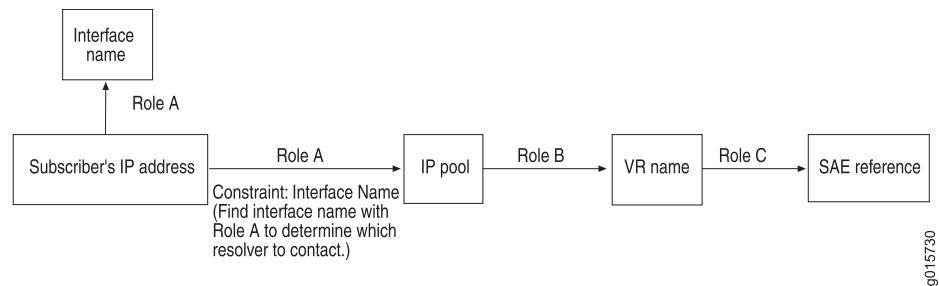 Interface
name
Role A
Subscriber's IP address
Role A
Constraint: Interface Name
(Find interface name with
Role A to determine which
resolver to contact.)
IP pool
Role B
VR name
Role C
SAE reference
g015730